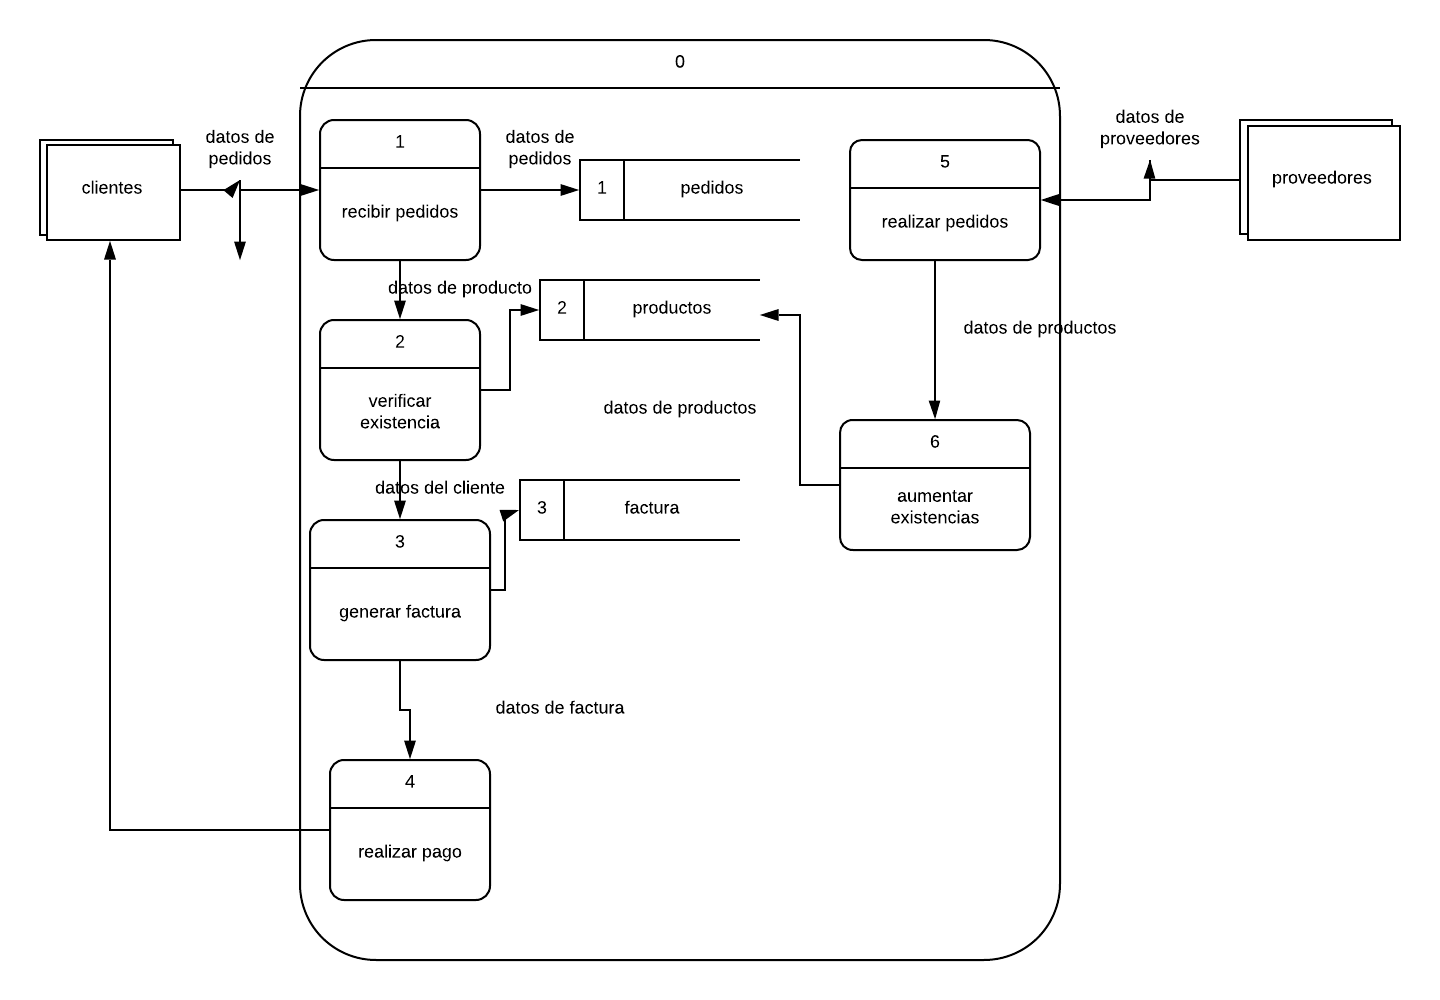 0
clientes
datos de
pedidos
1
recibir pedidos
datos de
pedidos
1
pedidos
5
realizar pedidos
datos de
proveedores
proveedores
datos de producto
2
productos
2
verificar
existencia
datos de productos
datos de productos
6
aumentar
existencias
datos del cliente
3
factura
3
generar factura
datos de factura
4
realizar pago